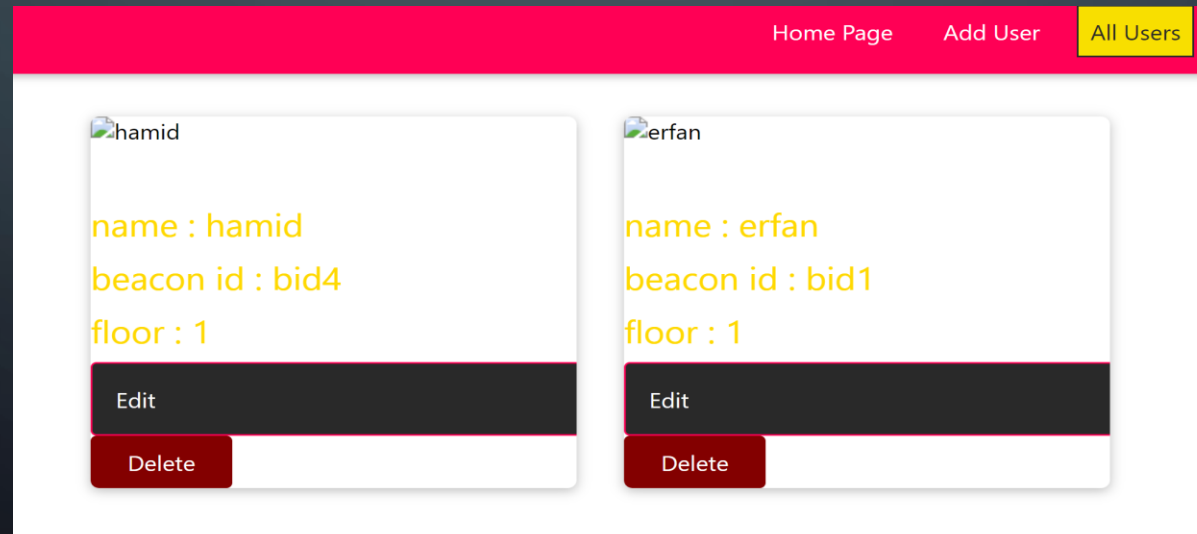 Home Page Add User All Users
hamid
name : hamid
beacon id : bid4
floor : 1
Edit
Delete
erfan
name : erfan
beacon id : bid1
floor : 1
Edit
Delete